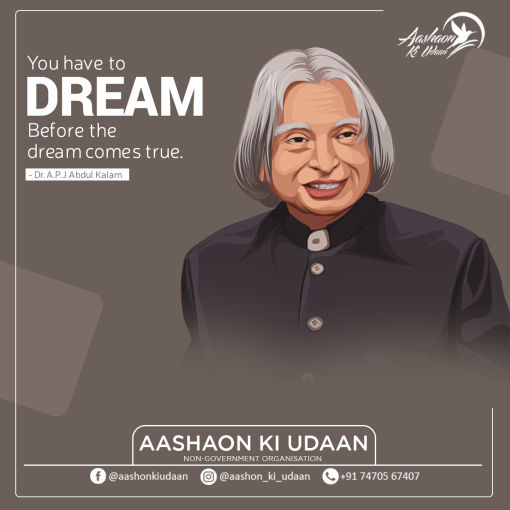 Aashaon
Ki Udaan
You have to
DREAM
Before the
dream comes true.
- Dr. A.P.J Abdul Kalam
AASHAON KI UDAAN
NON-GOVERNMENT ORGANISATION
@aashonkiudaan @aashon_ki_udaan +91 74705 67407